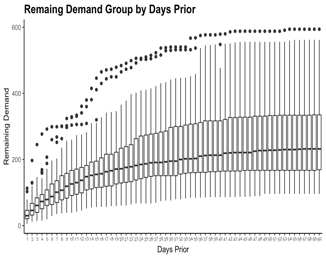 Remaing Demand Group by Days Prior
Remaining Demand
600
400
200
0
Days Prior